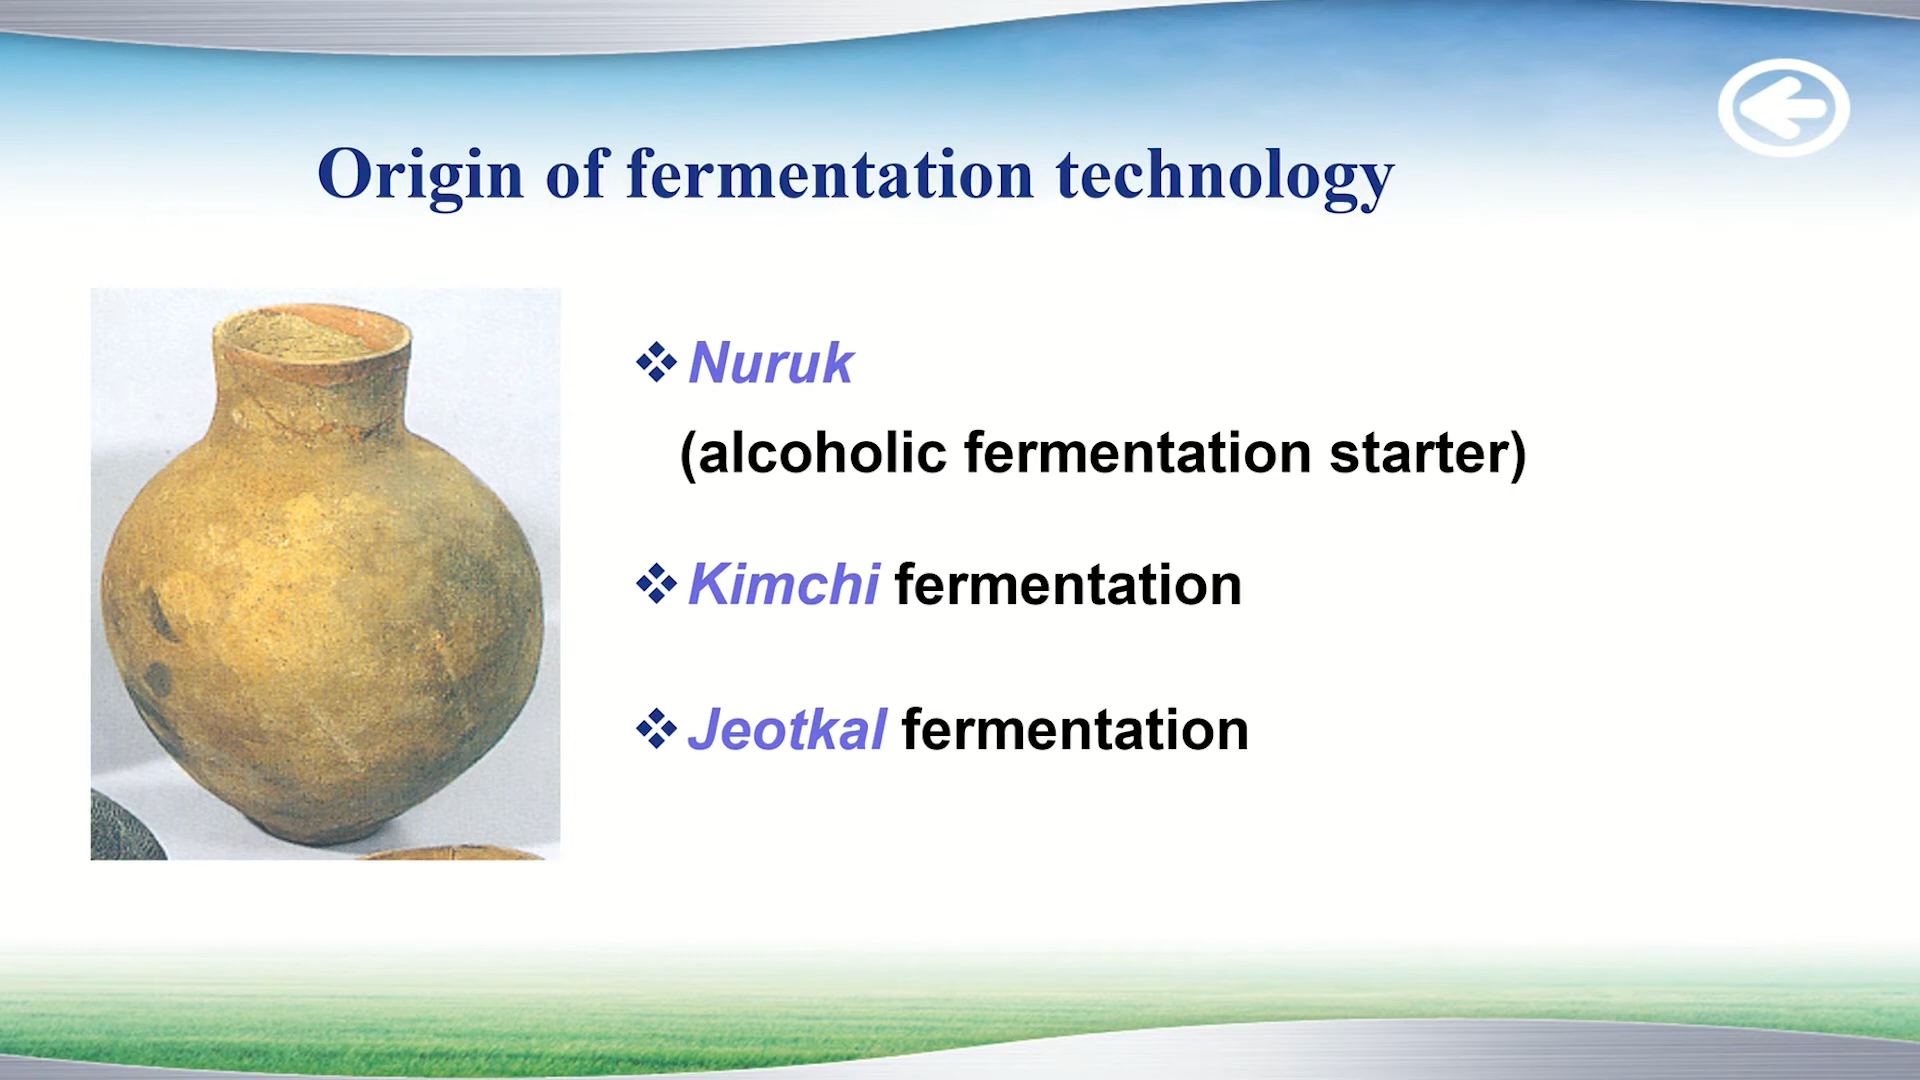 Origin of fermentation technology
Nuruk
(alcoholic fermentation starter)
Kimchi fermentation
Jeotkal fermentation